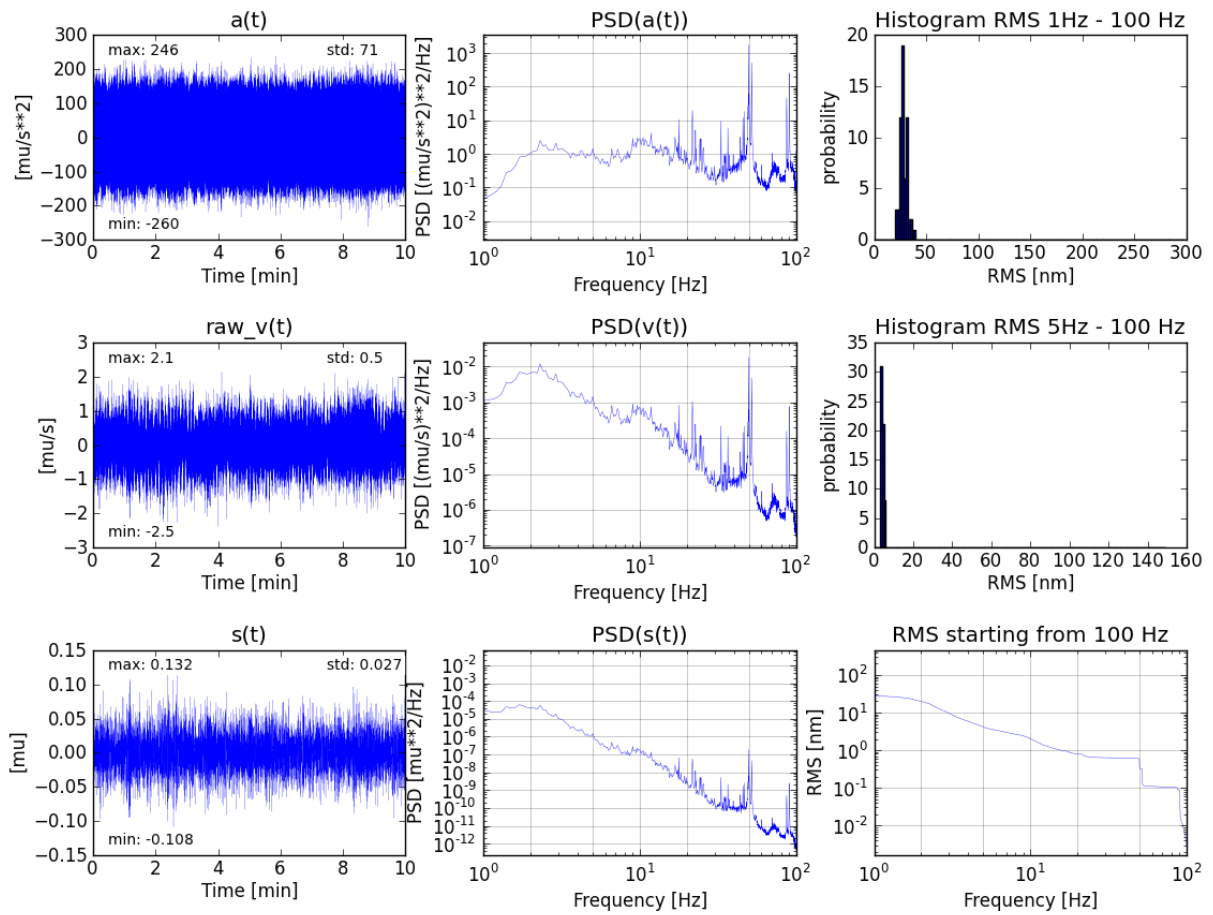 a(t)
300
200
100
0
−100
−200
−300
[mu/s**2]
max: 246
std: 71
min: -260
0 2 4 6 8 10
Time [min]
PSD(a(t))
10^3
10^2
10^1
10^0
10^-1
10^-2
PSD [(mu/s**2)**2/Hz]
10^0 10^1 10^2
Frequency [Hz]
Histogram RMS 1Hz - 100 Hz
20
15
10
5
0
probability
0 50 100 150 200 250 300
RMS [nm]
raw_v(t)
3
2
1
0
−1
−2
−3
[mu/s]
max: 2.1
std: 0.5
min: -2.5
0 2 4 6 8 10
Time [min]
PSD(v(t))
10^-2
10^-3
10^-4
10^-5
10^-6
10^-7
PSD [(mu/s)**2/Hz]
10^0 10^1 10^2
Frequency [Hz]
Histogram RMS 5Hz - 100 Hz
35
30
25
20
15
10
5
0
probability
0 20 40 60 80 100 120 140 160
RMS [nm]
s(t)
0.15
0.10
0.05
0.00
−0.05
−0.10
−0.15
[mu]
max: 0.132
std: 0.027
min: -0.108
0 2 4 6 8 10
Time [min]
PSD(s(t))
10^-1
10^-2
10^-3
10^-4
10^-5
10^-6
10^-7
10^-8
10^-9
10^-10
10^-11
10^-12
PSD [mu**2/Hz]
10^0 10^1 10^2
Frequency [Hz]
RMS starting from 100 Hz
10^2
10^1
10^0
10^-1
10^-2
RMS [nm]
10^0 10^1 10^2
Frequency [Hz]